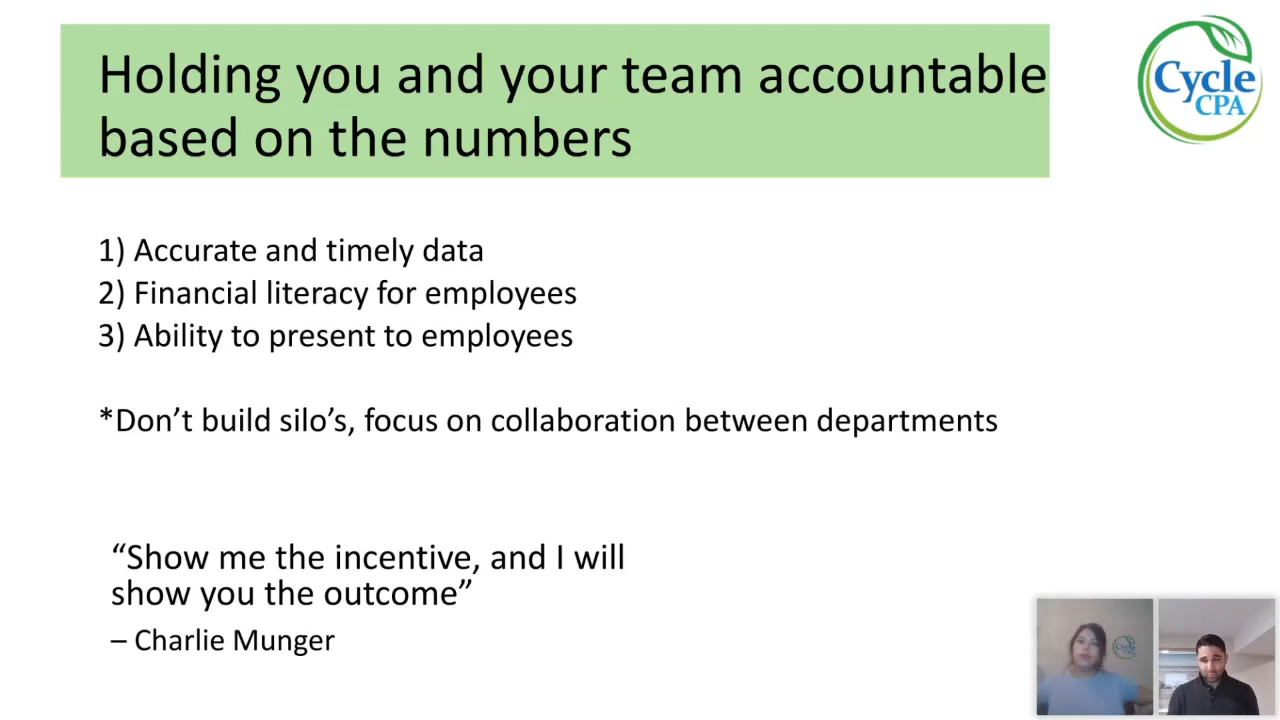 Holding you and your team accountable
based on the numbers
Cycle
CPA
1) Accurate and timely data
2) Financial literacy for employees
3) Ability to present to employees
*Don’t build silo’s, focus on collaboration between departments
“Show me the incentive, and I will
show you the outcome”
– Charlie Munger